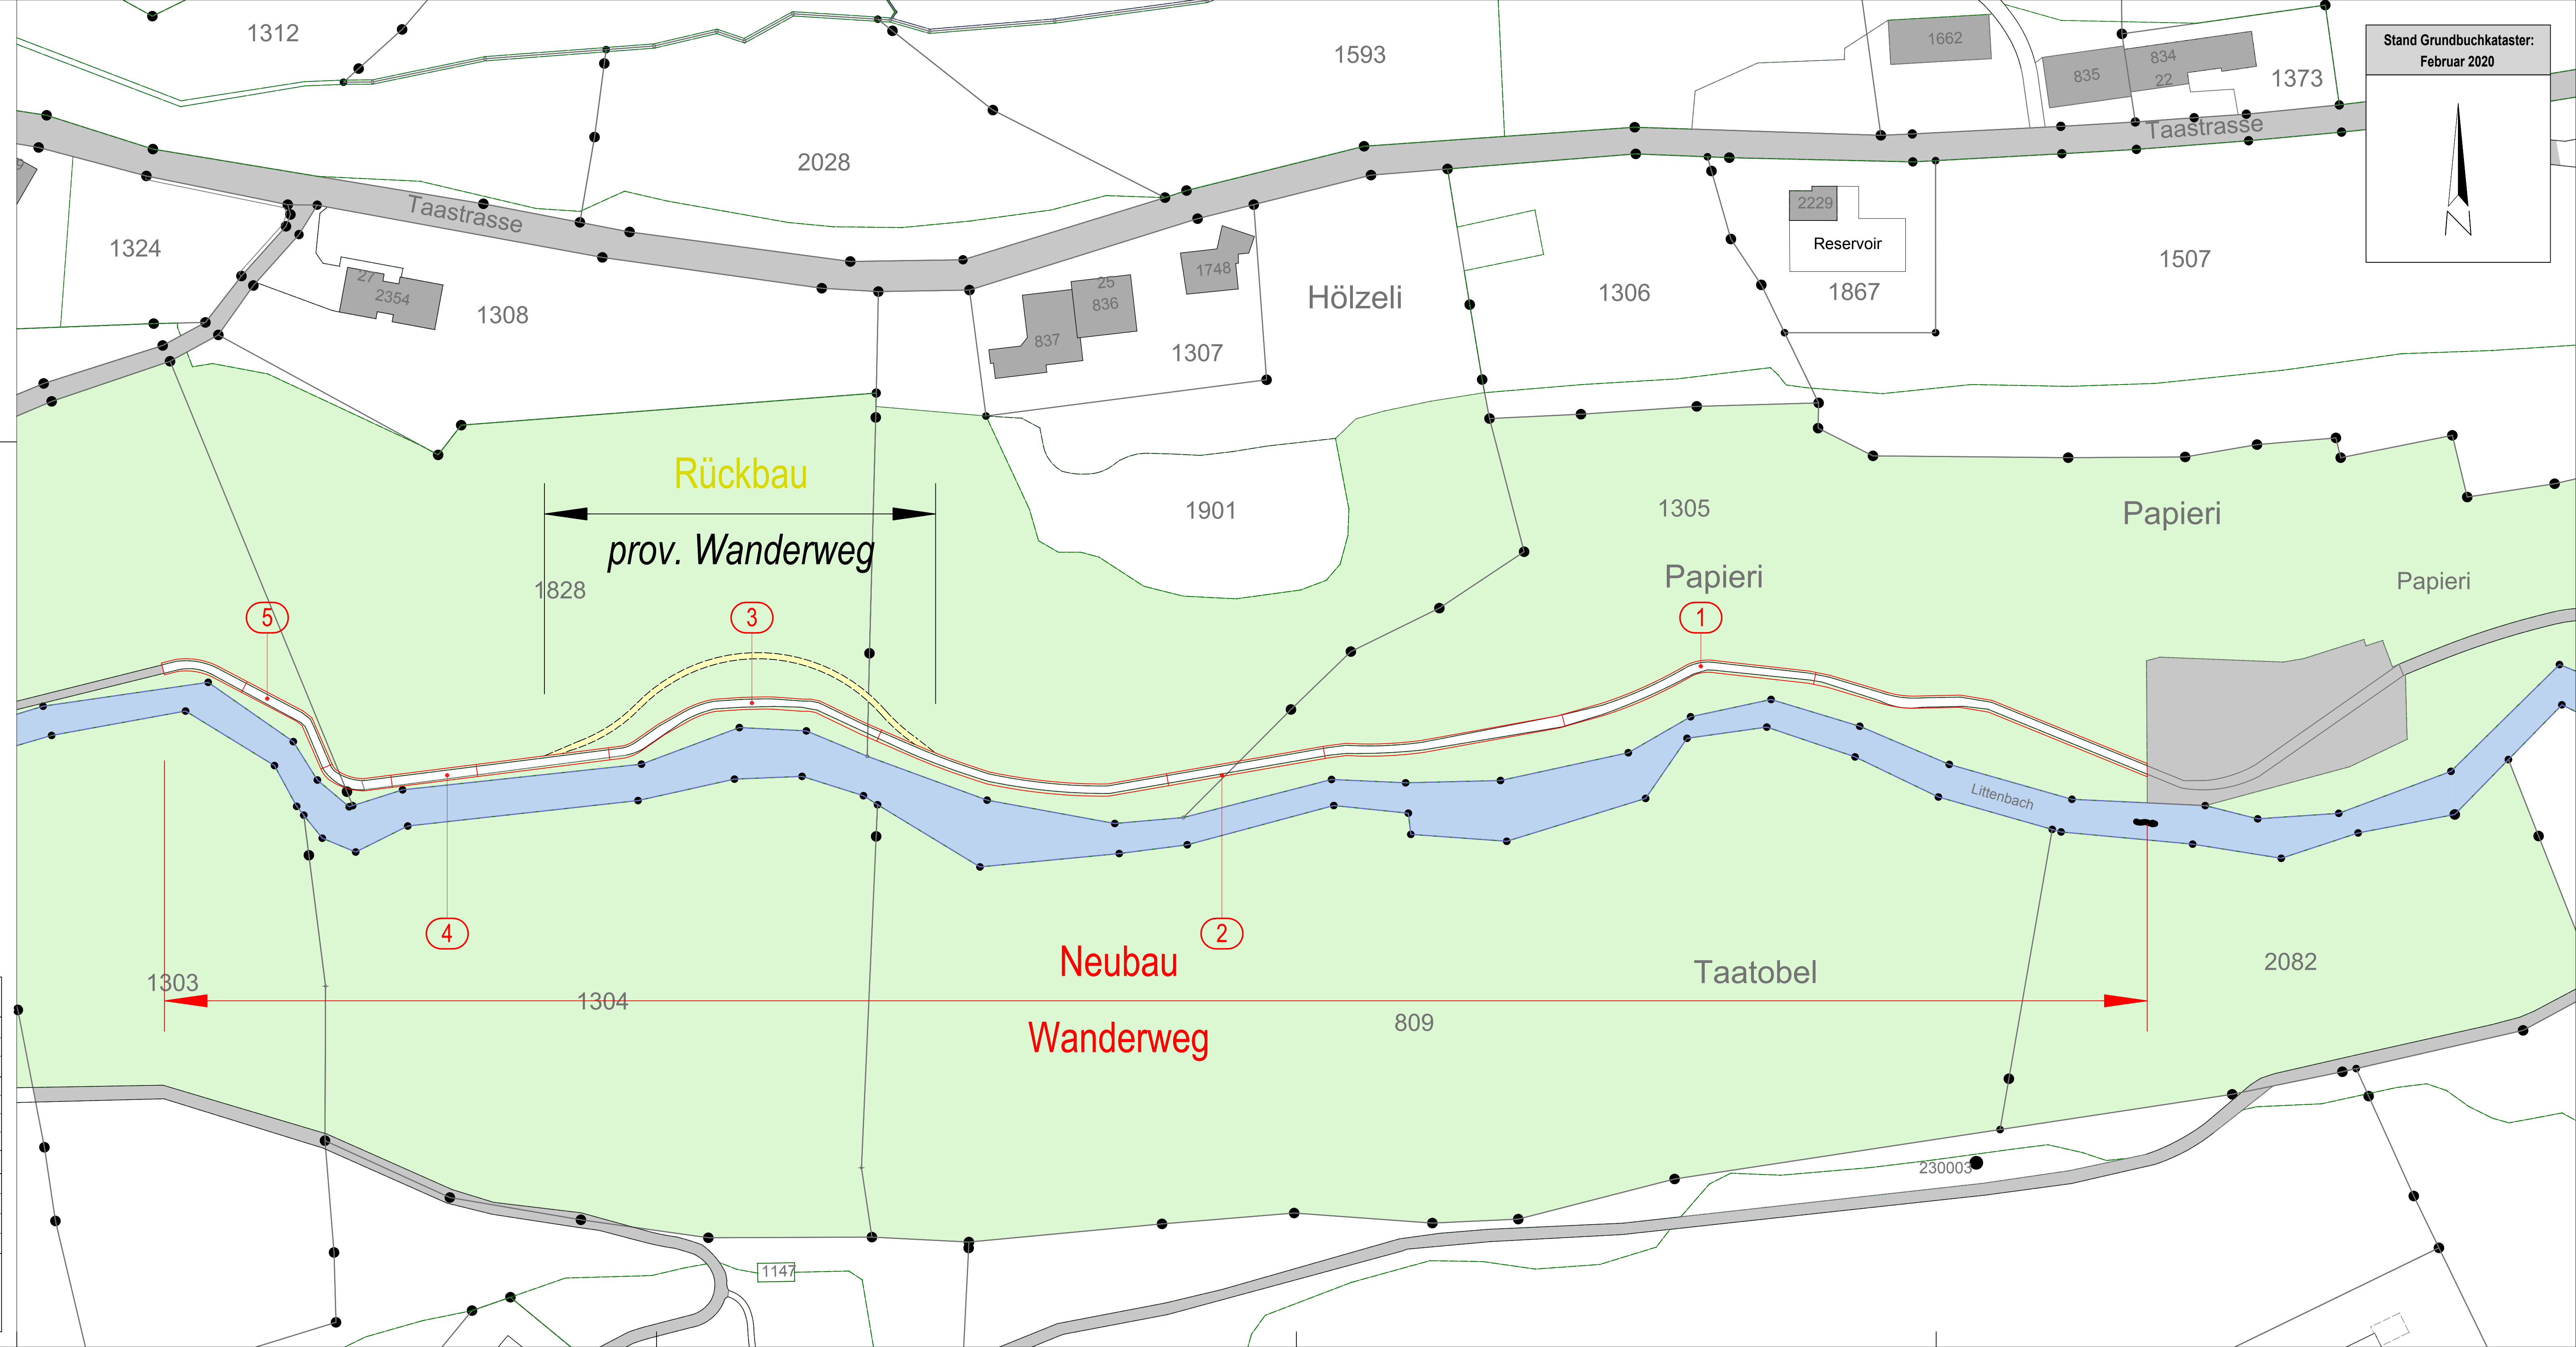 1312
1593
1662
835
834
22
1373
Stand Grundbuchkataster:
Februar 2020
Taastrasse
2028
Taastrasse
1324
27
2354
1308
25
836
837
1748
1307
Hölzeli
1306
2229
Reservoir
1867
1507
Rückbau
prov. Wanderweg
1828
1901
1305
Papieri
Papieri
Papieri
5
3
1
Littenbach
4
2
Neubau
Wanderweg
1303
1304
809
Taatobel
2082
230003
1147